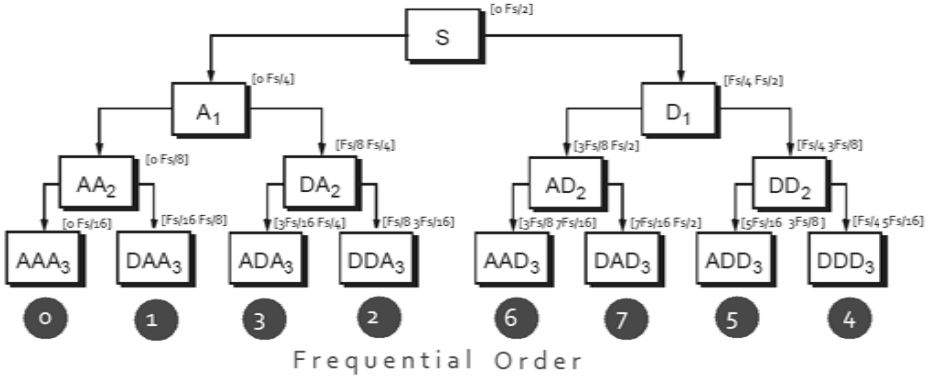 [0 Fs/2]
S
[0 Fs/4]
[Fs/4 Fs/2]
A1
D1
[0 Fs/8]
[Fs/8 Fs/4]
[3Fs/8 Fs/2]
[Fs/4 3Fs/8]
AA2
DA2
AD2
DD2
[0 Fs/16]
[Fs/16 Fs/8]
[3Fs/16 Fs/4]
[Fs/8 3Fs/16]
[3Fs/8 7Fs/16]
[7Fs/16 Fs/2]
[5Fs/16 3Fs/8]
[Fs/4 5Fs/16]
AAA3
DAA3
ADA3
DDA3
AAD3
DAD3
ADD3
DDD3
0
1
3
2
6
7
5
4
Frequential Order